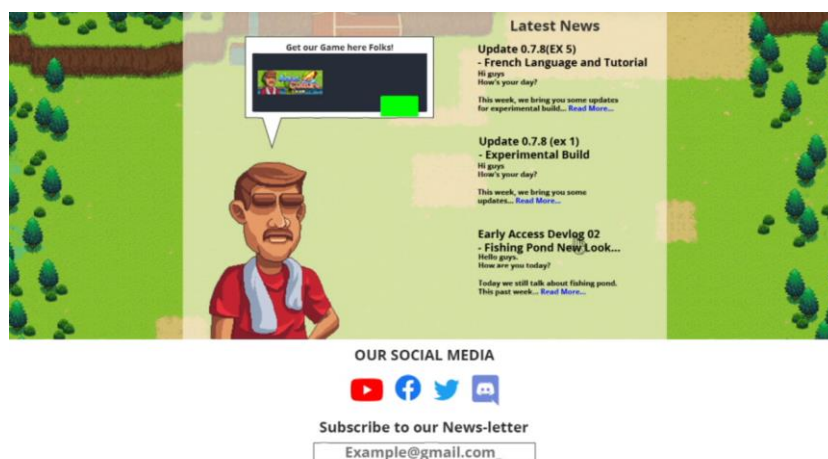 Latest News
Get our Game here Folks!
Update 0.7.8(EX 5)
- French Language and Tutorial
Hi guys
How's your day?
This week, we bring you some updates
for experimental build... Read More...
Update 0.7.8 (ex 1)
- Experimental Build
Hi guys
How's your day?
This week, we bring you some
updates... Read More...
Early Access Devlog 02
- Fishing Pond New Look...
Hello guys.
How are you today?
Today we still talk about fishing pond.
This past week... Read More...
OUR SOCIAL MEDIA
Subscribe to our News-letter
Example@gmail.com_